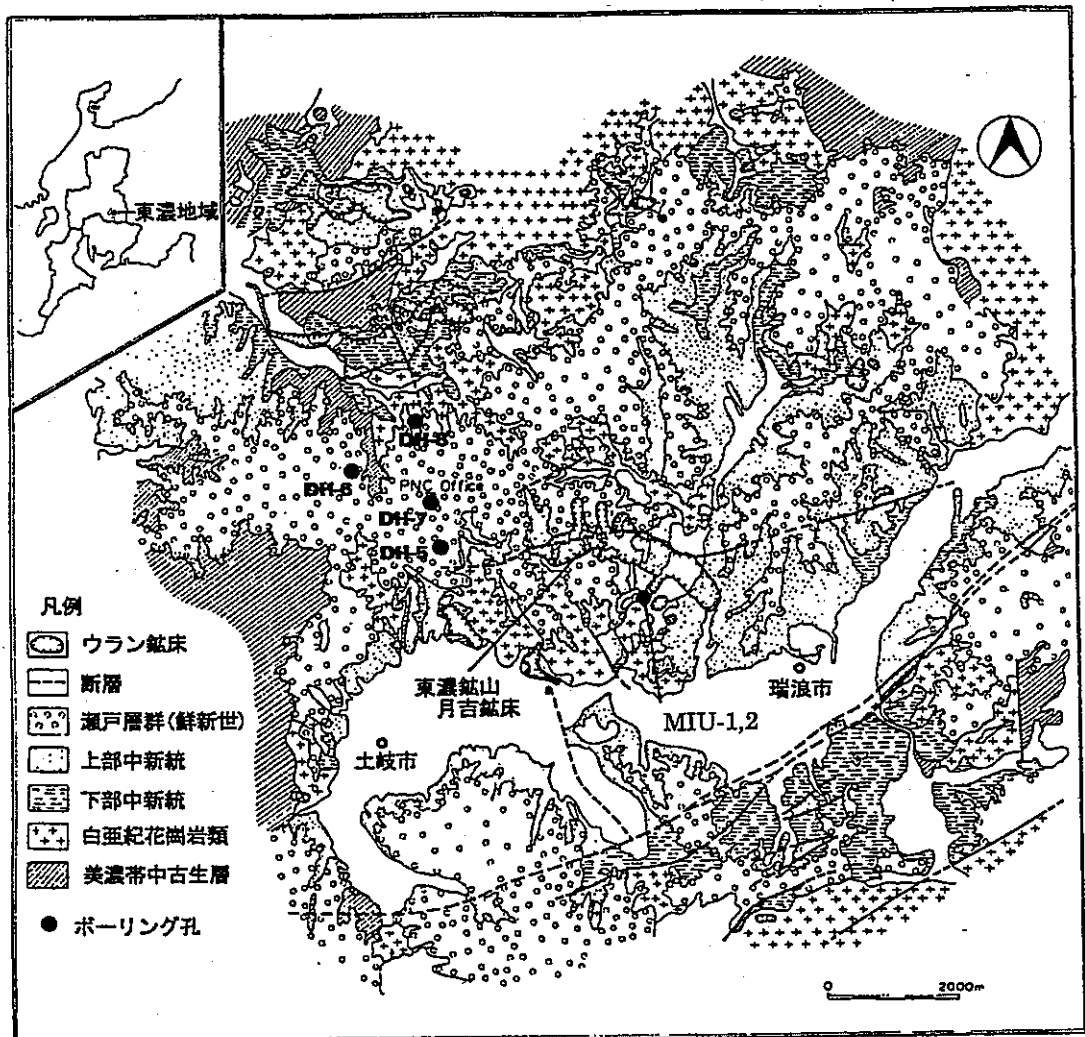 東濃地域
DH-8
DH-6
PNC Office
DH-7
DH-5
凡例
ウラン鉱床
断層
瀬戸層群(鮮新世)
上部中新統
下部中新統
白亜紀花崗岩類
美濃帯中古生層
ボーリング孔
東濃鉱山
月吉鉱床
MIU-1,2
瑞浪市
土岐市
0 2000m